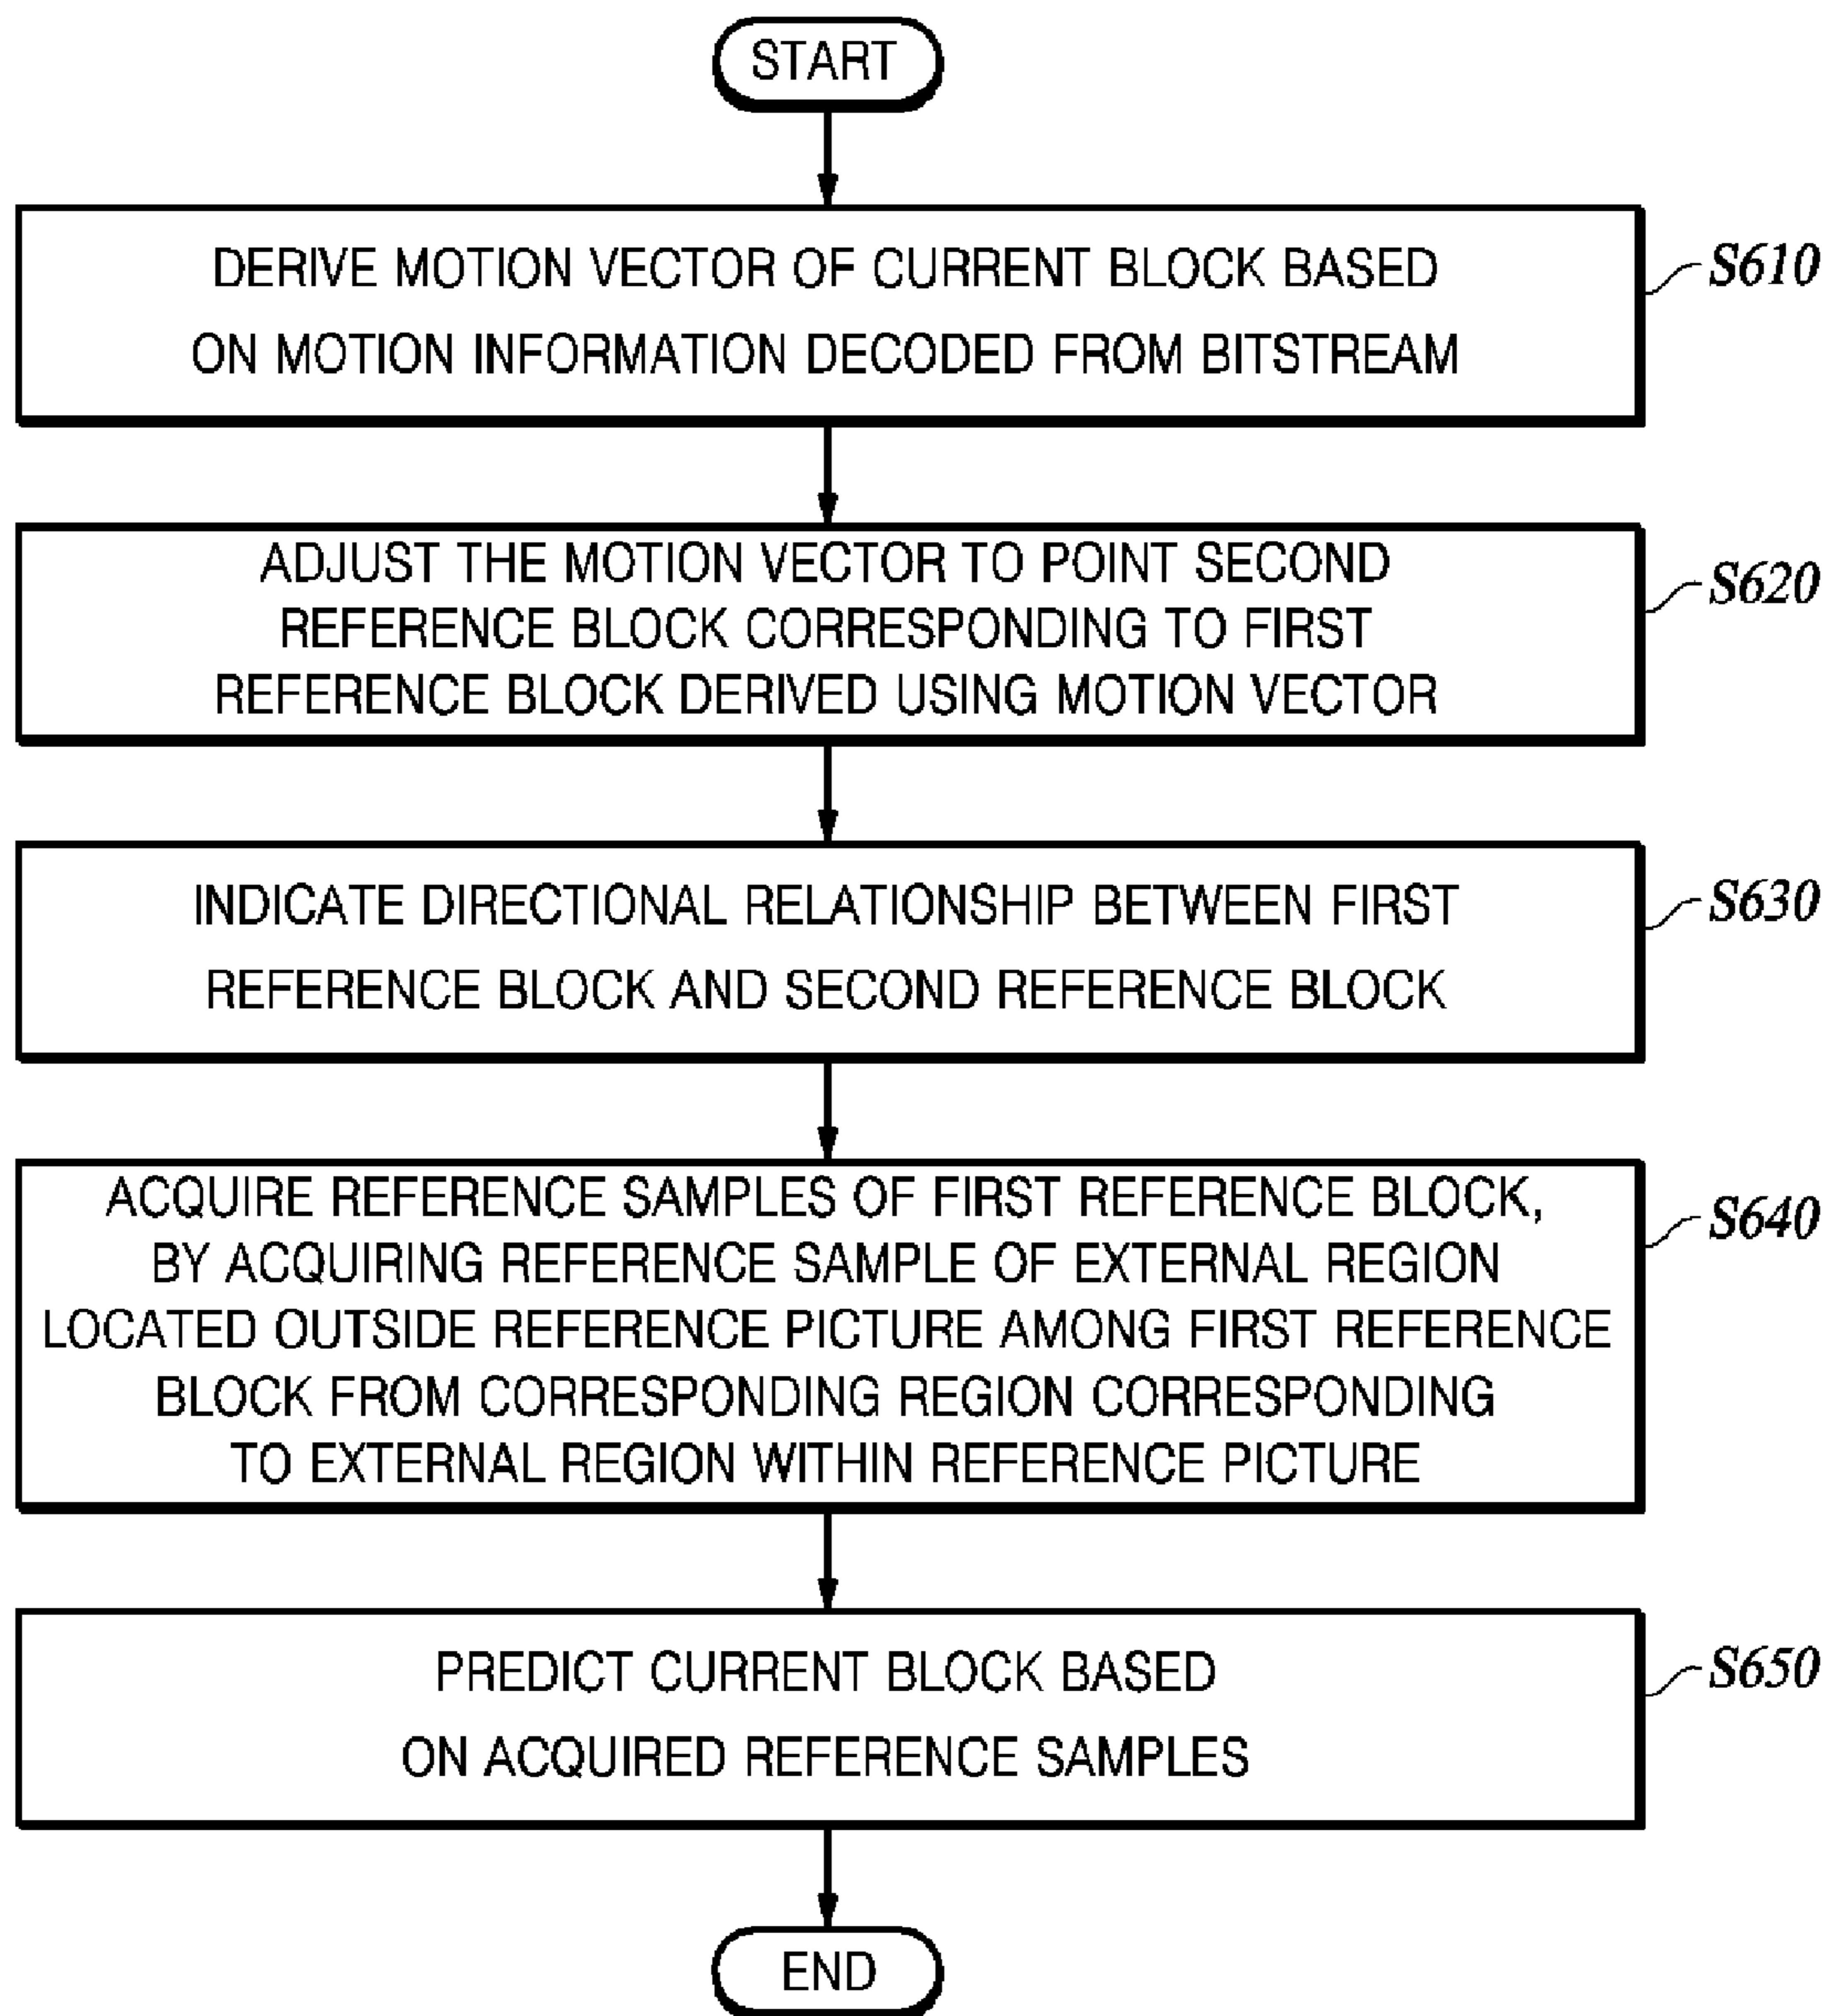 START
DERIVE MOTION VECTOR OF CURRENT BLOCK BASED
ON MOTION INFORMATION DECODED FROM BITSTREAM
S610
ADJUST THE MOTION VECTOR TO POINT SECOND
REFERENCE BLOCK CORRESPONDING TO FIRST
REFERENCE BLOCK DERIVED USING MOTION VECTOR
S620
INDICATE DIRECTIONAL RELATIONSHIP BETWEEN FIRST
REFERENCE BLOCK AND SECOND REFERENCE BLOCK
S630
ACQUIRE REFERENCE SAMPLES OF FIRST REFERENCE BLOCK,
BY ACQUIRING REFERENCE SAMPLE OF EXTERNAL REGION
LOCATED OUTSIDE REFERENCE PICTURE AMONG FIRST REFERENCE
BLOCK FROM CORRESPONDING REGION CORRESPONDING
TO EXTERNAL REGION WITHIN REFERENCE PICTURE
S640
PREDICT CURRENT BLOCK BASED
ON ACQUIRED REFERENCE SAMPLES
S650
END